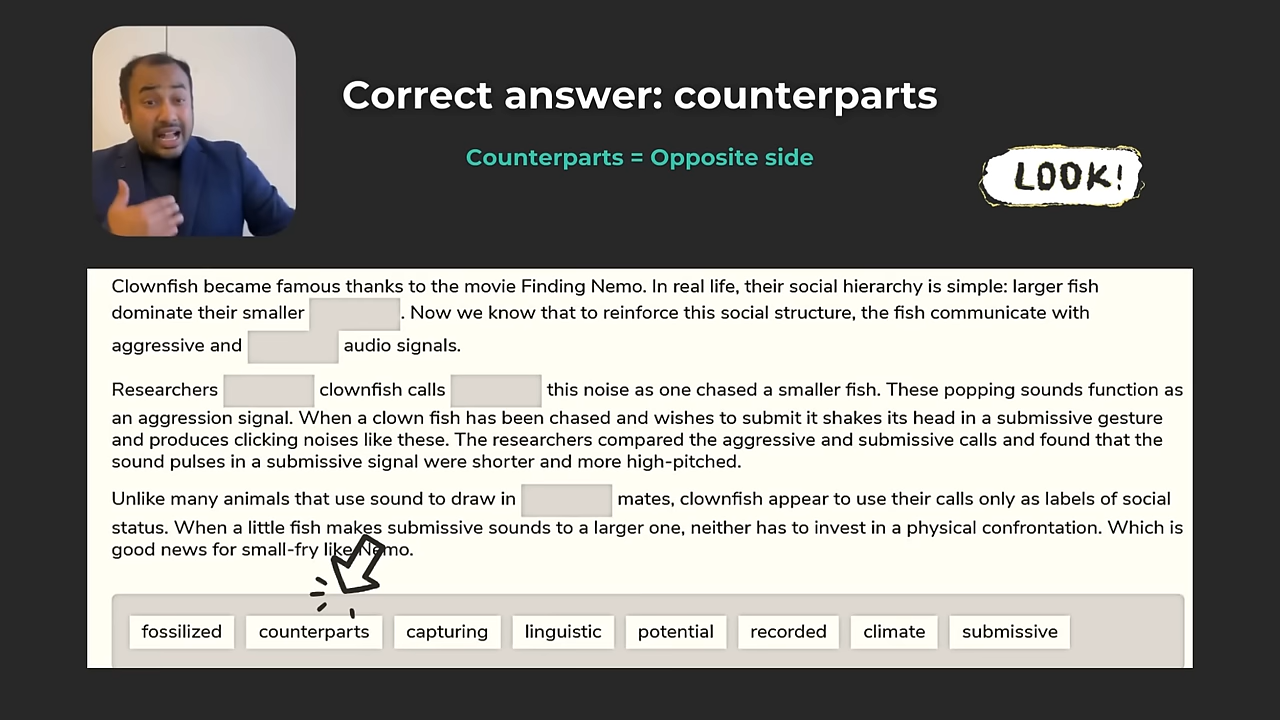 Correct answer: counterparts
Counterparts = Opposite side
LOOK!
Clownfish became famous thanks to the movie Finding Nemo. In real life, their social hierarchy is simple: larger fish
dominate their smaller . Now we know that to reinforce this social structure, the fish communicate with
aggressive and audio signals.
Researchers clownfish calls this noise as one chased a smaller fish. These popping sounds function as
an aggression signal. When a clown fish has been chased and wishes to submit it shakes its head in a submissive gesture
and produces clicking noises like these. The researchers compared the aggressive and submissive calls and found that the
sound pulses in a submissive signal were shorter and more high-pitched.
Unlike many animals that use sound to draw in mates, clownfish appear to use their calls only as labels of social
status. When a little fish makes submissive sounds to a larger one, neither has to invest in a physical confrontation. Which is
good news for small-fry like Nemo.
fossilized counterparts capturing linguistic potential recorded climate submissive